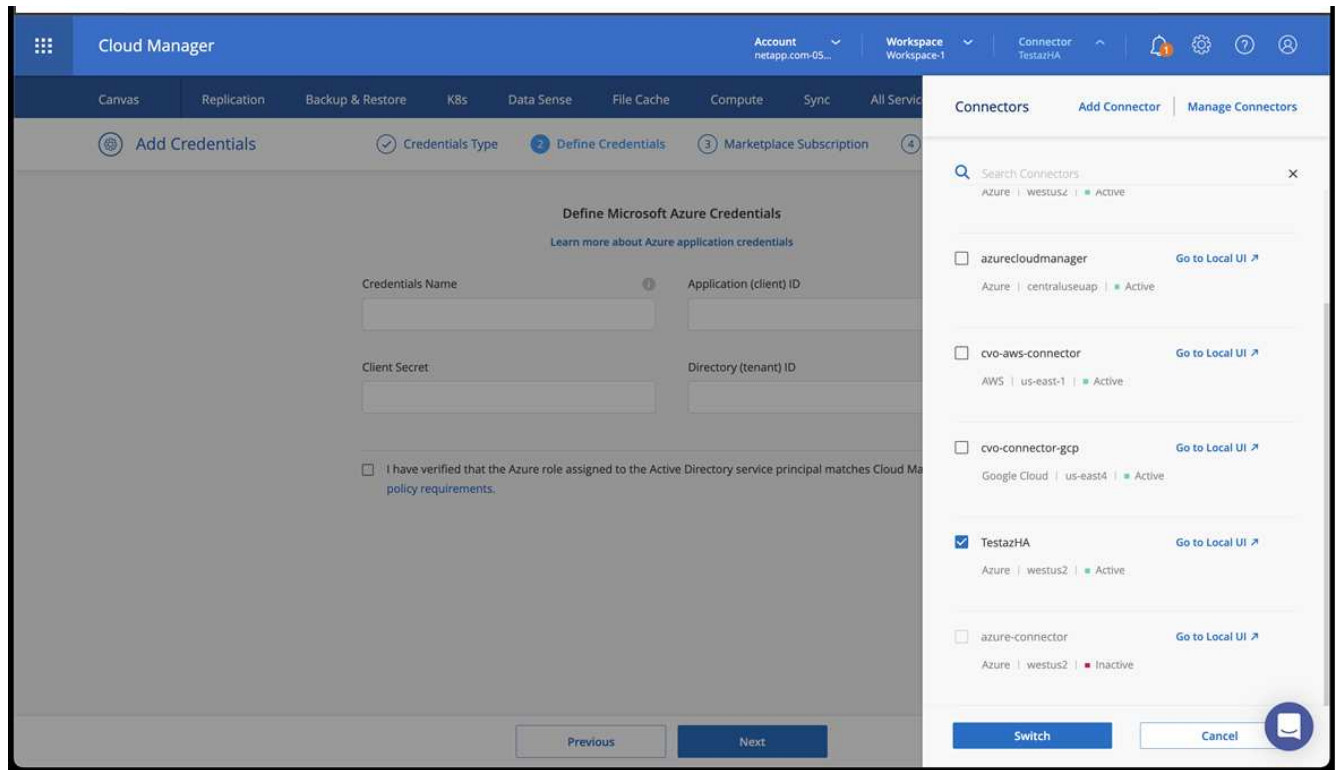 Cloud Manager
Account
netapp.com-05...
Workspace
Workspace-1
Connector
TestazHA
1
Canvas Replication Backup & Restore K8s Data Sense File Cache Compute Sync All Servic
Add Credentials
Credentials Type
2 Define Credentials
3 Marketplace Subscription
4
Define Microsoft Azure Credentials
Learn more about Azure application credentials
Credentials Name
Application (client) ID
Client Secret
Directory (tenant) ID
I have verified that the Azure role assigned to the Active Directory service principal matches Cloud Ma
policy requirements.
Previous
Next
Connectors
Add Connector | Manage Connectors
Search Connectors
Azure | westus2 | Active
azurecloudmanager Go to Local UI
Azure | centraluseuap | Active
cvo-aws-connector Go to Local UI
AWS | us-east-1 | Active
cvo-connector-gcp Go to Local UI
Google Cloud | us-east4 | Active
TestazHA Go to Local UI
Azure | westus2 | Active
azure-connector Go to Local UI
Azure | westus2 | Inactive
Switch
Cancel